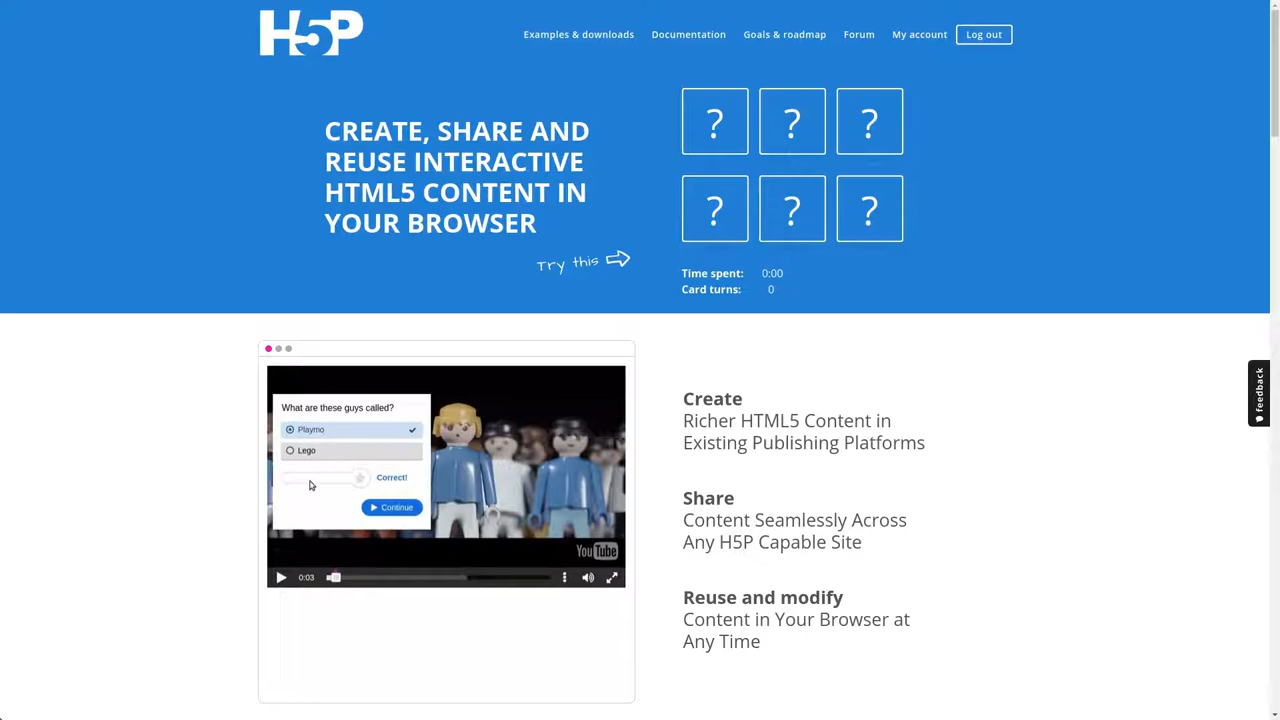 H5P
Examples & downloads
Documentation
Goals & roadmap
Forum
My account
Log out
CREATE, SHARE AND
REUSE INTERACTIVE
HTML5 CONTENT IN
YOUR BROWSER
Try this
? ? ?
? ? ?
Time spent: 0:00
Card turns: 0
What are these guys called?
Playmo
Lego
Correct!
Continue
YouTube
0:03
Create
Richer HTML5 Content in
Existing Publishing Platforms
Share
Content Seamlessly Across
Any H5P Capable Site
Reuse and modify
Content in Your Browser at
Any Time
feedback